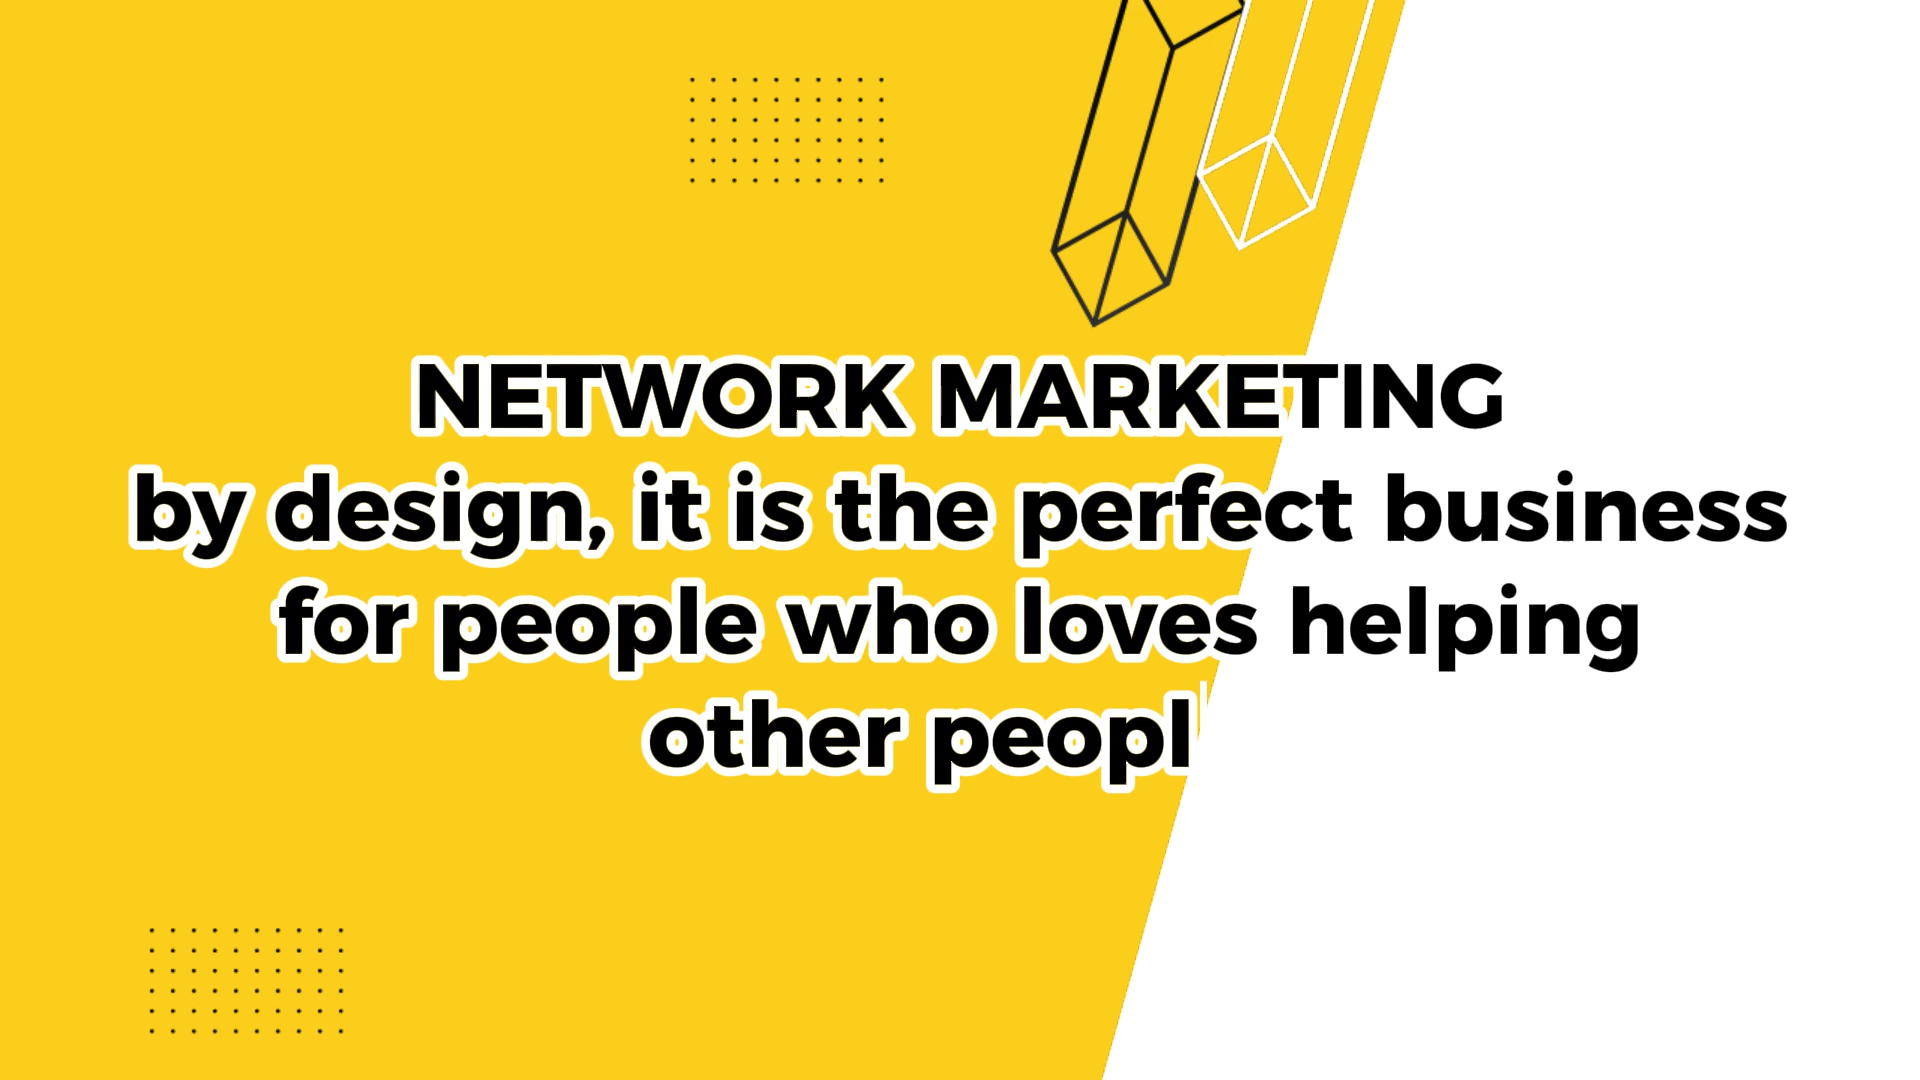 NETWORK MARKETING
by design, it is the perfect business
for people who loves helping
other peopl